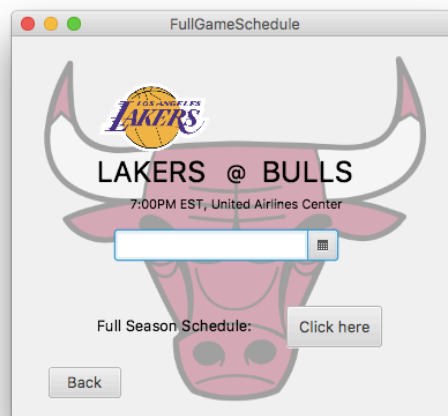 FullGameSchedule
LOS ANGELES
LAKERS
LAKERS @ BULLS
7:00PM EST, United Airlines Center
Full Season Schedule:
Click here
Back